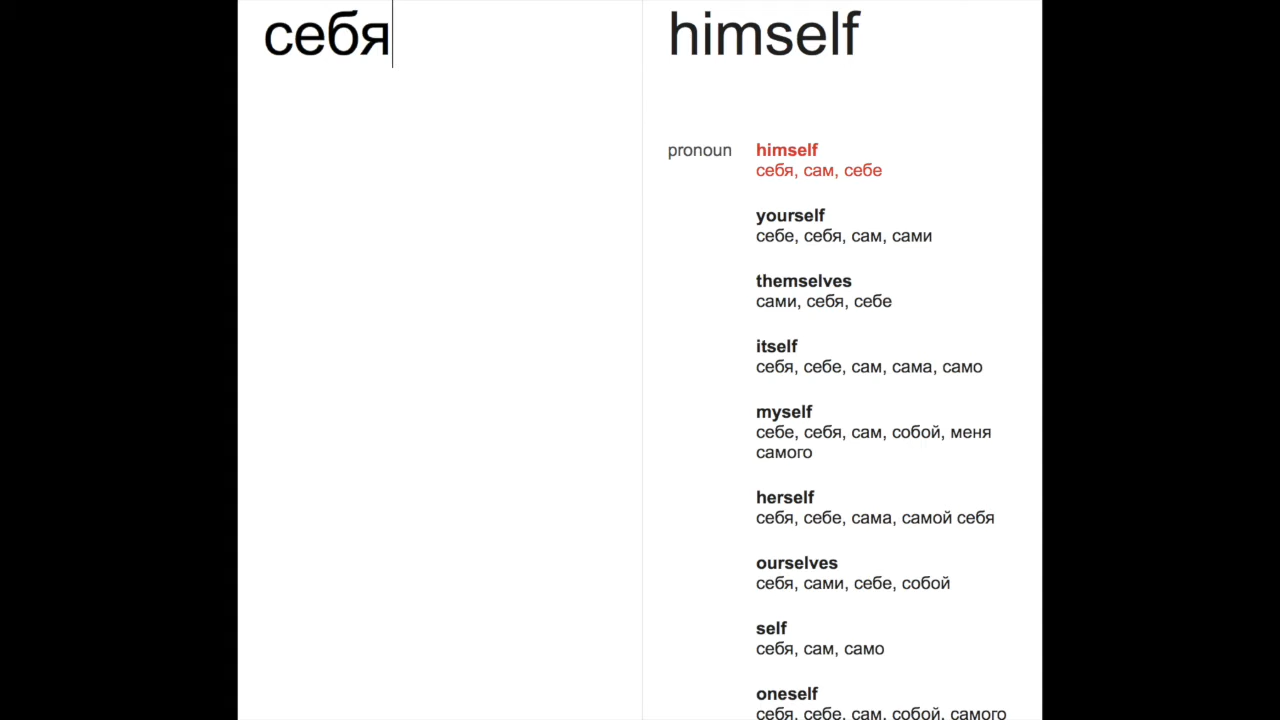 себя
himself
pronoun himself
себя, сам, себе
yourself
себе, себя, сам, сами
themselves
сами, себя, себе
itself
себя, себе, сам, сама, само
myself
себе, себя, сам, собой, меня
самого
herself
себя, себе, сама, самой себя
ourselves
себя, сами, себе, собой
self
себя, сам, само
oneself
себя, себе, сам, собой, самого